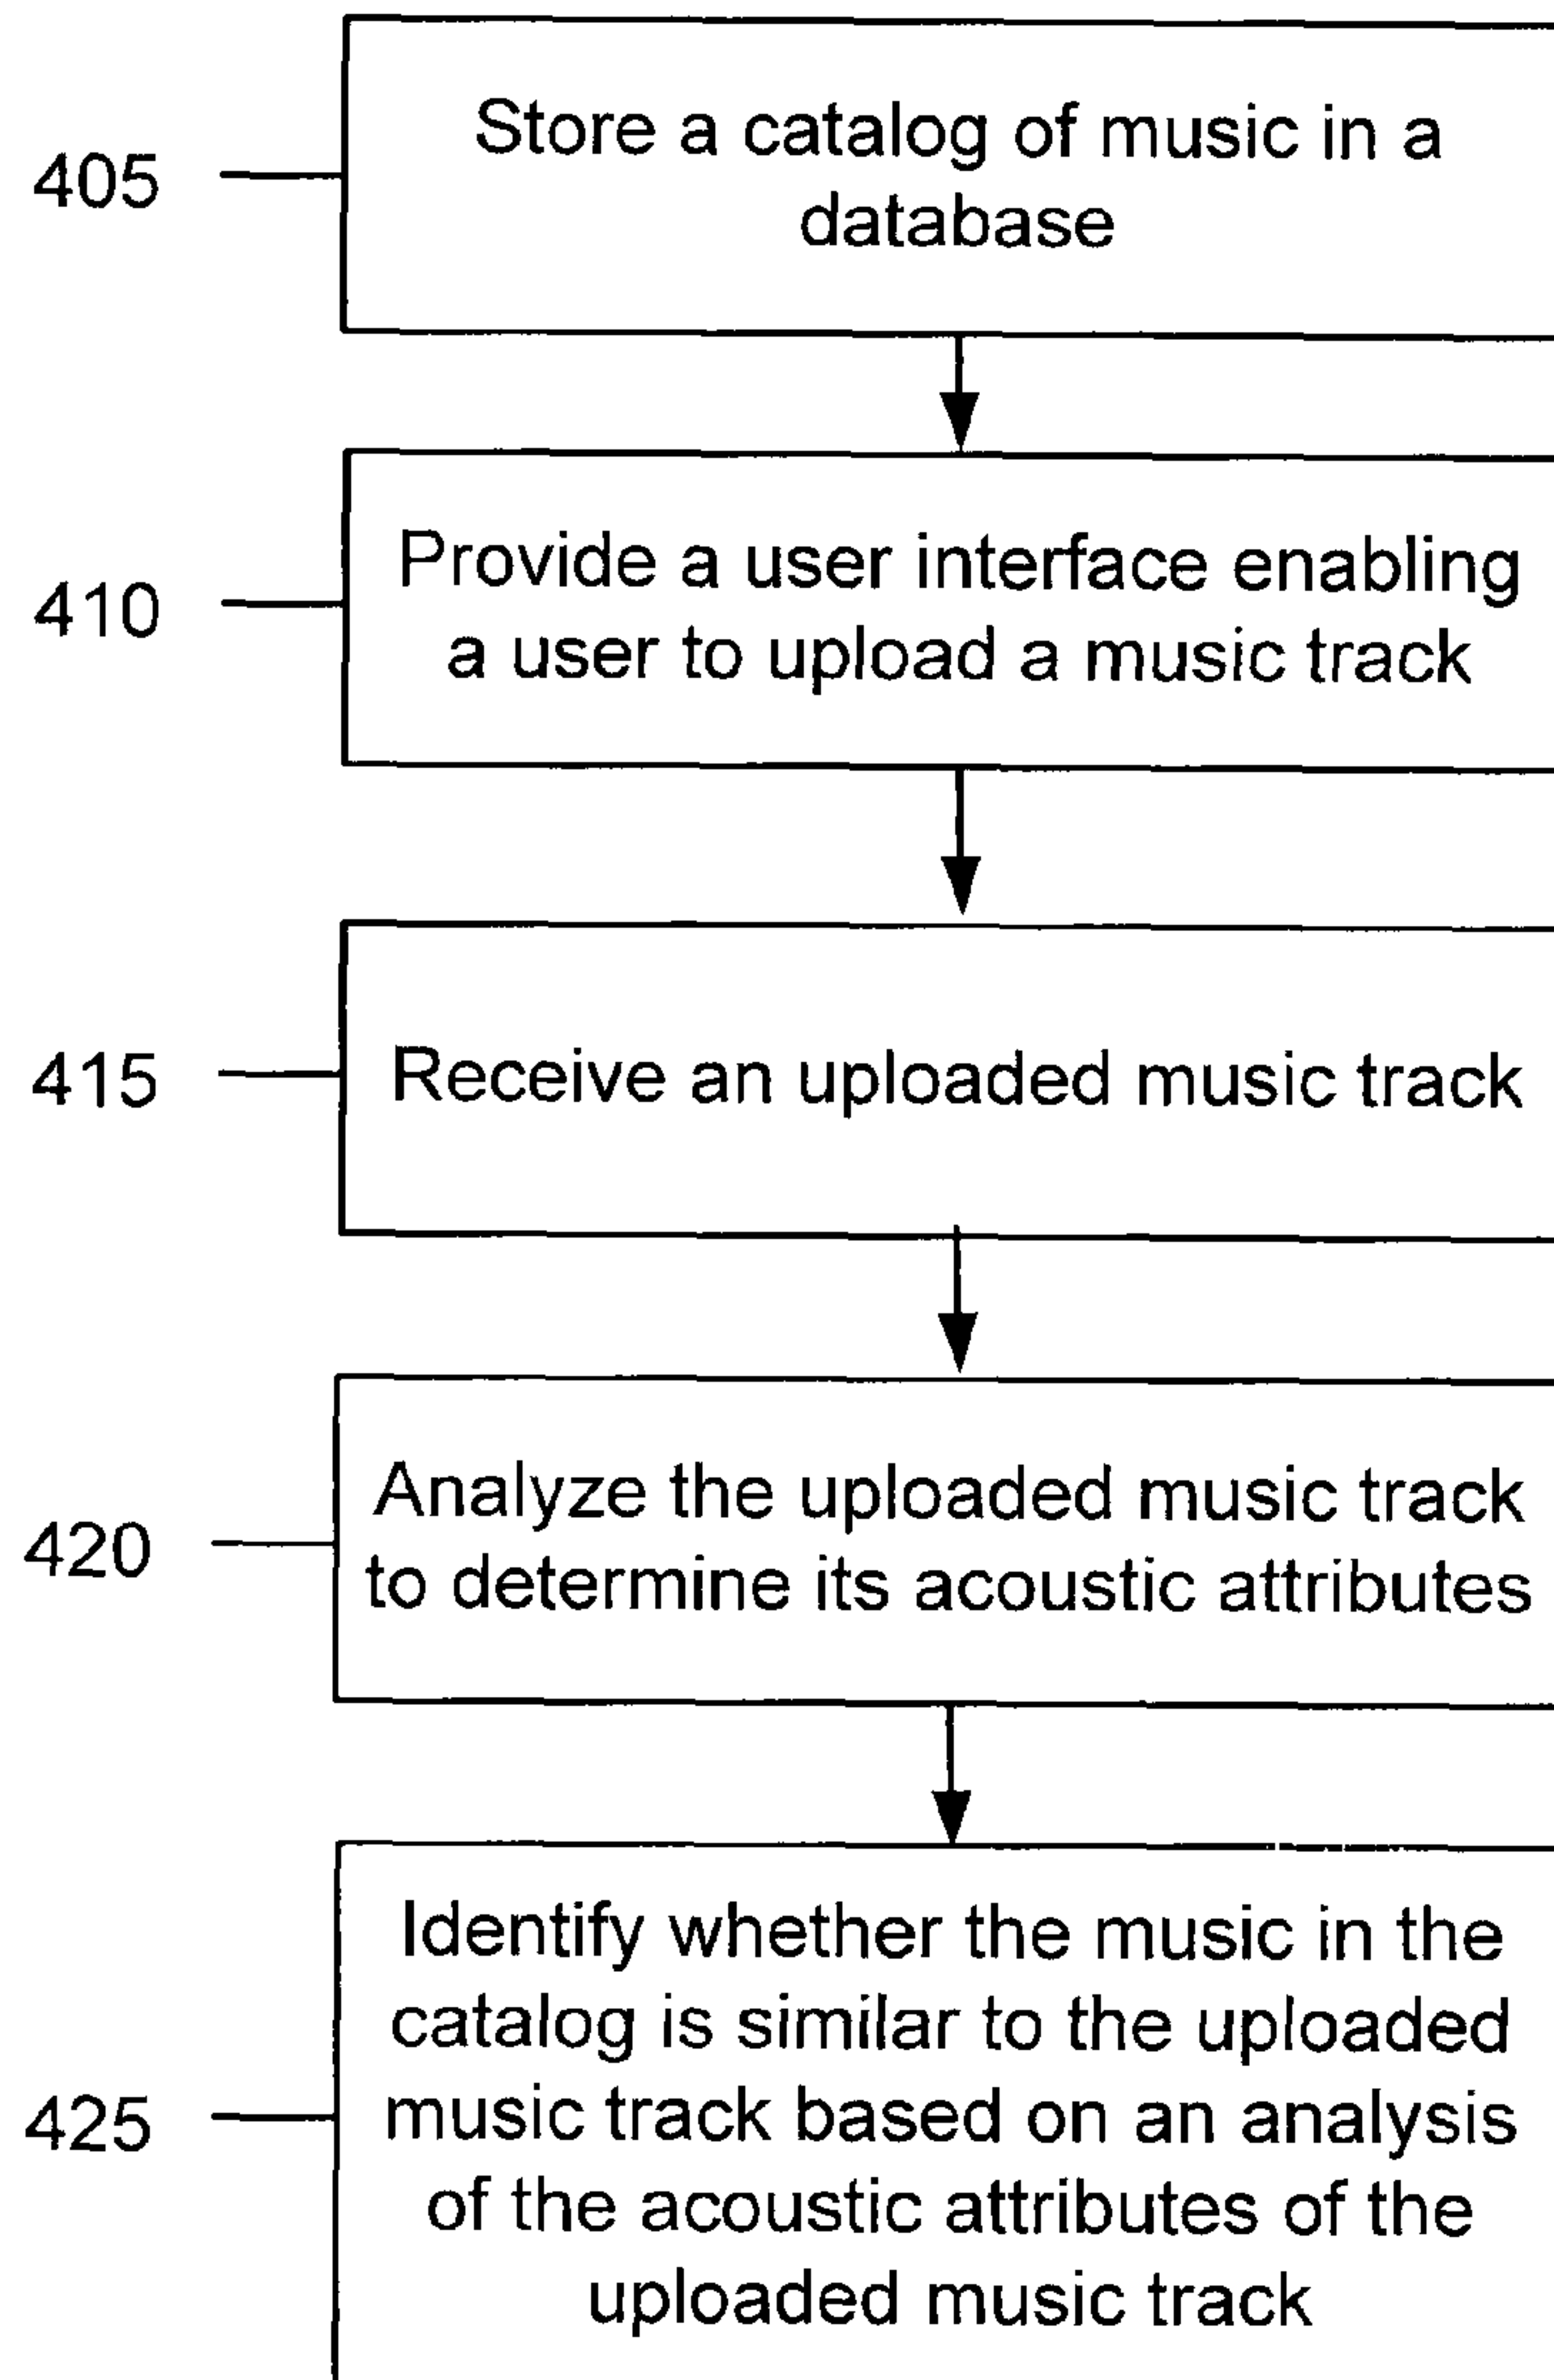 Store a catalog of music in a
database
405
Provide a user interface enabling
a user to upload a music track
410
Receive an uploaded music track
415
Analyze the uploaded music track
to determine its acoustic attributes
420
Identify whether the music in the
catalog is similar to the uploaded
music track based on an analysis
of the acoustic attributes of the
uploaded music track
425